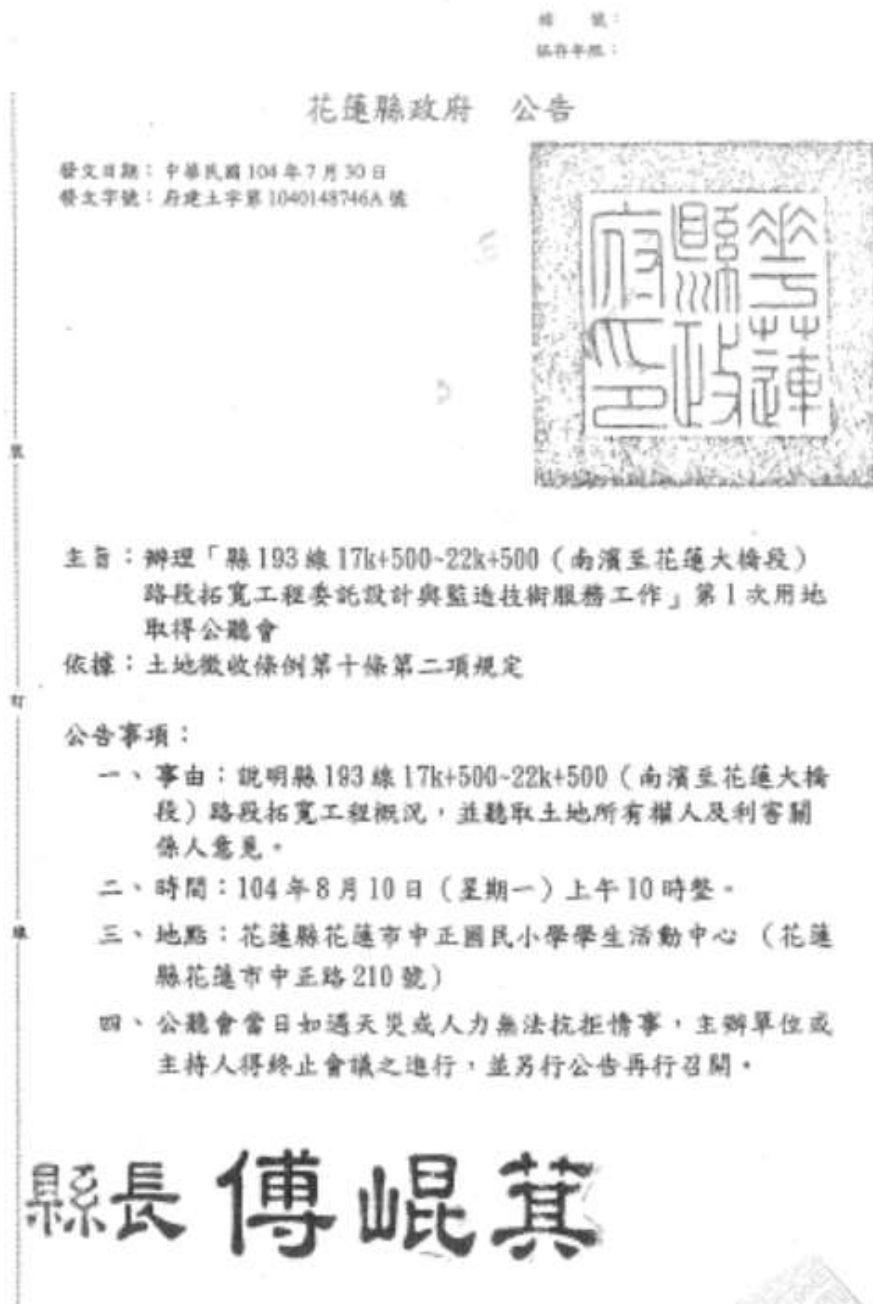 檔　號：
保存年限：
花蓮縣政府　公告
發文日期：中華民國104年7月30日
發文字號：府建土字第1040148746A號
花蓮縣政府印
裝
主旨：辦理「縣193線17k+500~22k+500（南濱至花蓮大橋段）
路段拓寬工程委託設計與監造技術服務工作」第1次用地
取得公聽會
依據：土地徵收條例第十條第二項規定
訂
公告事項：
一、事由：說明縣193線17k+500~22k+500（南濱至花蓮大橋
段）路段拓寬工程概況，並聽取土地所有權人及利害關
係人意見。
二、時間：104年8月10日（星期一）上午10時整。
線
三、地點：花蓮縣花蓮市中正國民小學學生活動中心　（花蓮
縣花蓮市中正路210號）
四、公聽會當日如遇天災或人力無法抗拒情事，主辦單位或
主持人得終止會議之進行，並另行公告再行召開。
縣長　傅崐萁